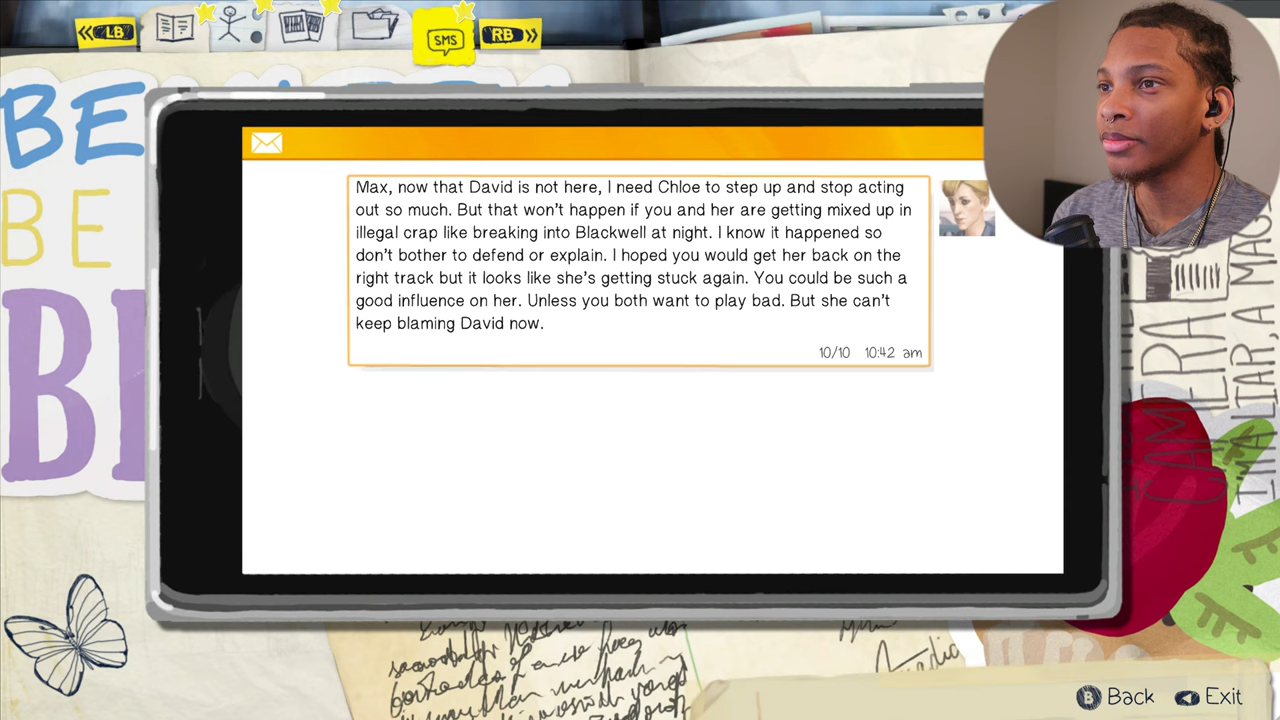 LB
SMS
RB
BE
BE
Max, now that David is not here, I need Chloe to step up and stop acting
out so much. But that won't happen if you and her are getting mixed up in
illegal crap like breaking into Blackwell at night. I know it happened so
don't bother to defend or explain. I hoped you would get her back on the
right track but it looks like she's getting stuck again. You could be such a
good influence on her. Unless you both want to play bad. But she can't
keep blaming David now.
10/10 10:42 am
CAMERA
I'M A LIAR, A
B Back
Exit